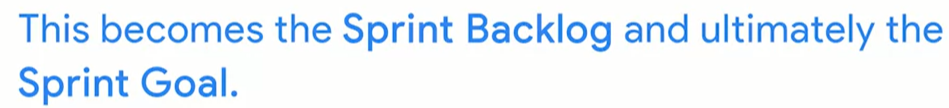 This becomes the Sprint Backlog and ultimately the
Sprint Goal.